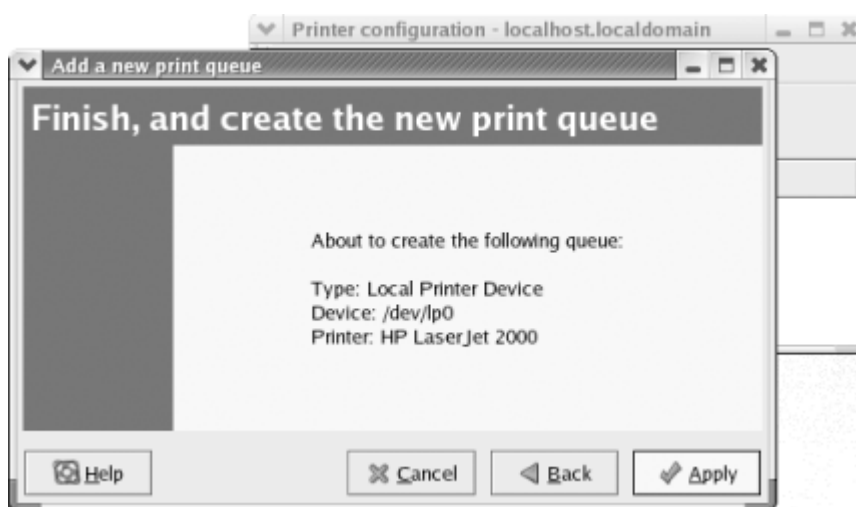 Printer configuration - localhost.localdomain
Add a new print queue
Finish, and create the new print queue
About to create the following queue:
Type: Local Printer Device
Device: /dev/lp0
Printer: HP LaserJet 2000
Help
Cancel
Back
Apply